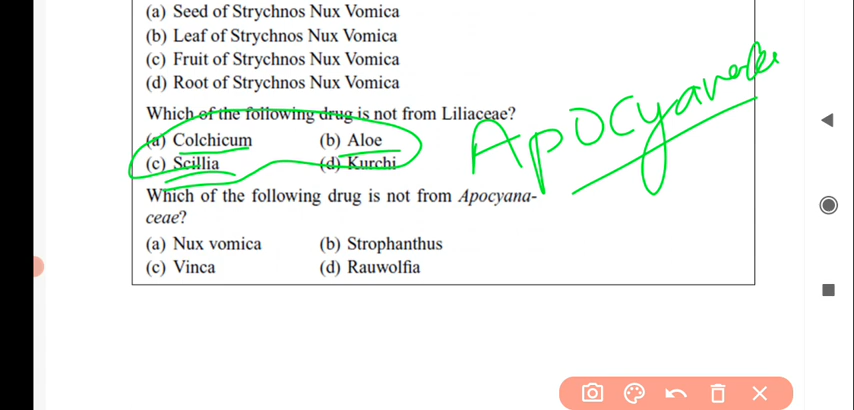 (a) Seed of Strychnos Nux Vomica
(b) Leaf of Strychnos Nux Vomica
(c) Fruit of Strychnos Nux Vomica
(d) Root of Strychnos Nux Vomica
Which of the following drug is not from Liliaceae?
(a) Colchicum (b) Aloe
(c) Scillia (d) Kurchi
Which of the following drug is not from Apocyana-
ceae?
(a) Nux vomica (b) Strophanthus
(c) Vinca (d) Rauwolfia